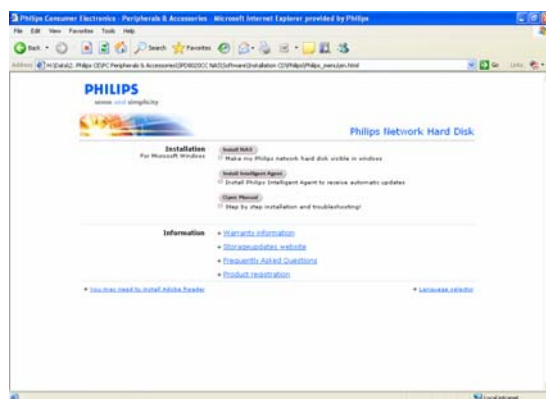 Philips Consumer Electronics - Peripherals & Accessories - Microsoft Internet Explorer provided by Philips
File Edit View Favorites Tools Help
Back Search Favorites
Address Go Links
PHILIPS
sense and simplicity
Philips Network Hard Disk
Installation
For Microsoft Windows
Install NAS
Make my Philips network hard disk visible in windows
Install Intelligent Agent
Install Philips Intelligent Agent to receive automatic updates
Open Manual
Step by step installation and troubleshooting!
Information
Warranty information
Storageupdates website
Frequently Asked Questions
Product registration
You may need to install Adobe Reader
Language selector
Local intranet